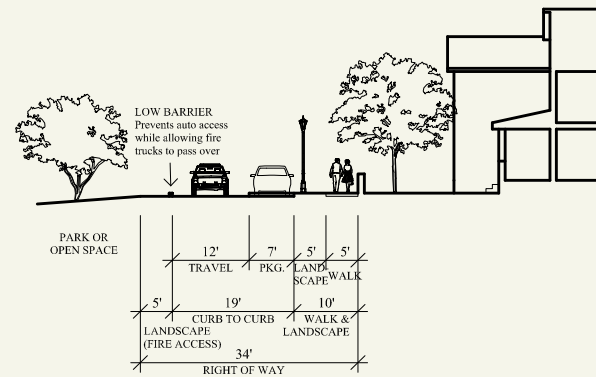 LOW BARRIER
Prevents auto access
while allowing fire
trucks to pass over
PARK OR
OPEN SPACE
12'
TRAVEL
7'
PKG.
5'
LAND-
SCAPE
5'
WALK
5'
LANDSCAPE
(FIRE ACCESS)
19'
CURB TO CURB
10'
WALK &
LANDSCAPE
34'
RIGHT OF WAY